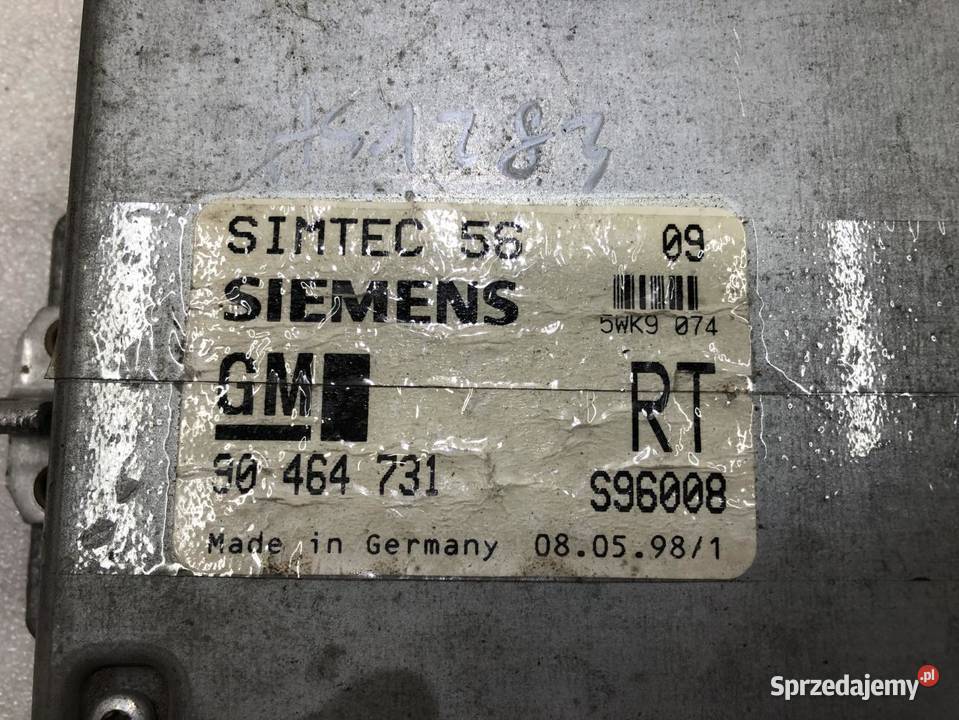 SIMTEC 56 09
SIEMENS
5WK9 074
GM RT
90 464 731 S96008
Made in Germany 08.05.98/1
Sprzedajemy.pl